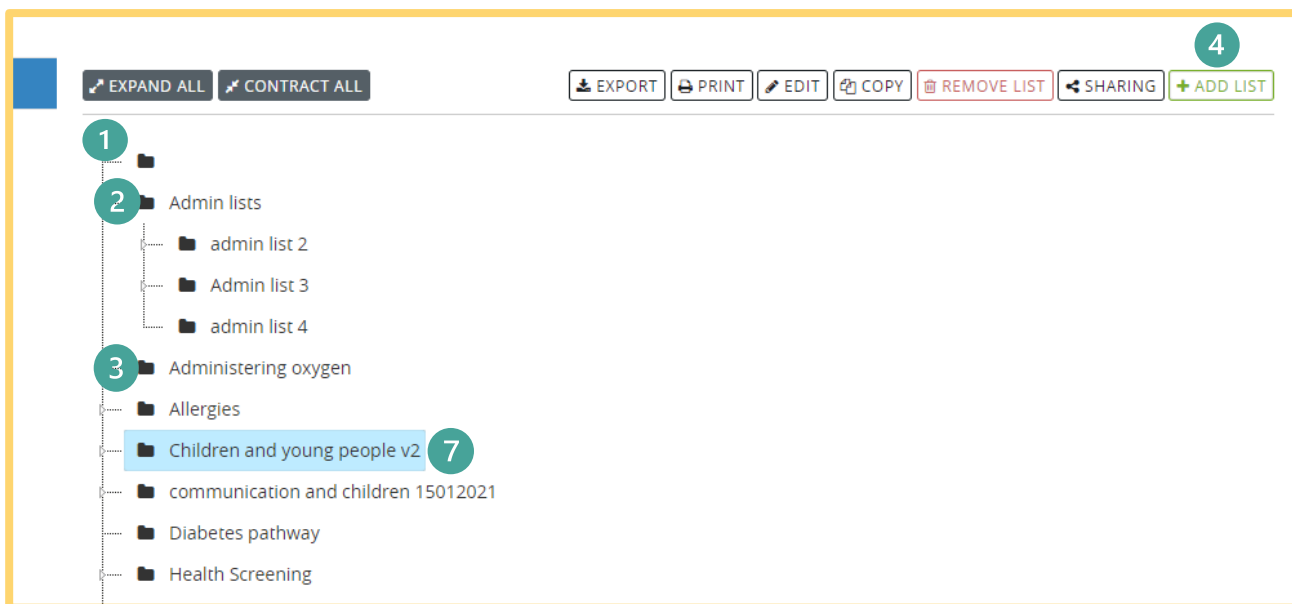 4
EXPAND ALL CONTRACT ALL EXPORT PRINT EDIT COPY REMOVE LIST SHARING + ADD LIST
1
2 Admin lists
admin list 2
Admin list 3
admin list 4
3 Administering oxygen
Allergies
Children and young people v2 7
communication and children 15012021
Diabetes pathway
Health Screening